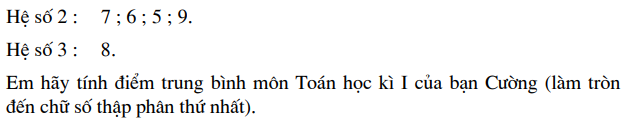 Hệ số 2 : 7 ; 6 ; 5 ; 9.
Hệ số 3 : 8.
Em hãy tính điểm trung bình môn Toán học kì I của bạn Cường (làm tròn
đến chữ số thập phân thứ nhất).